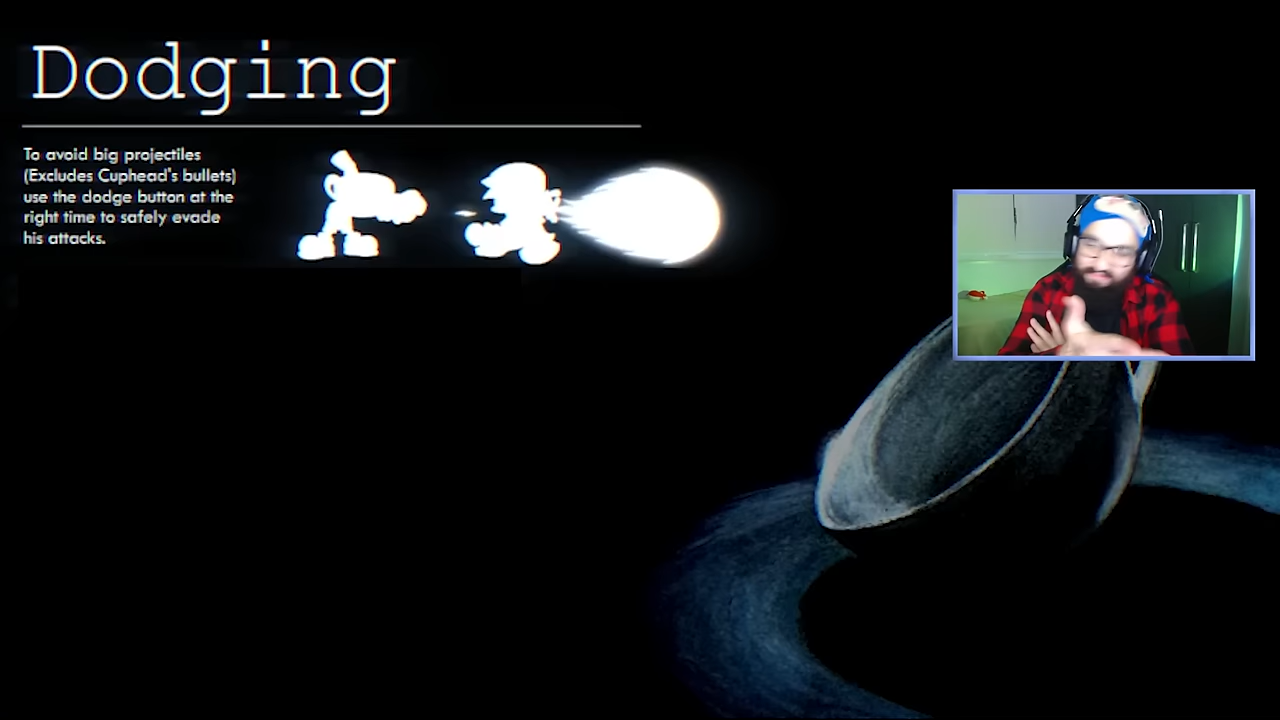 Dodging
To avoid big projectiles
(Excludes Cuphead's bullets)
use the dodge button at the
right time to safely evade
his attacks.